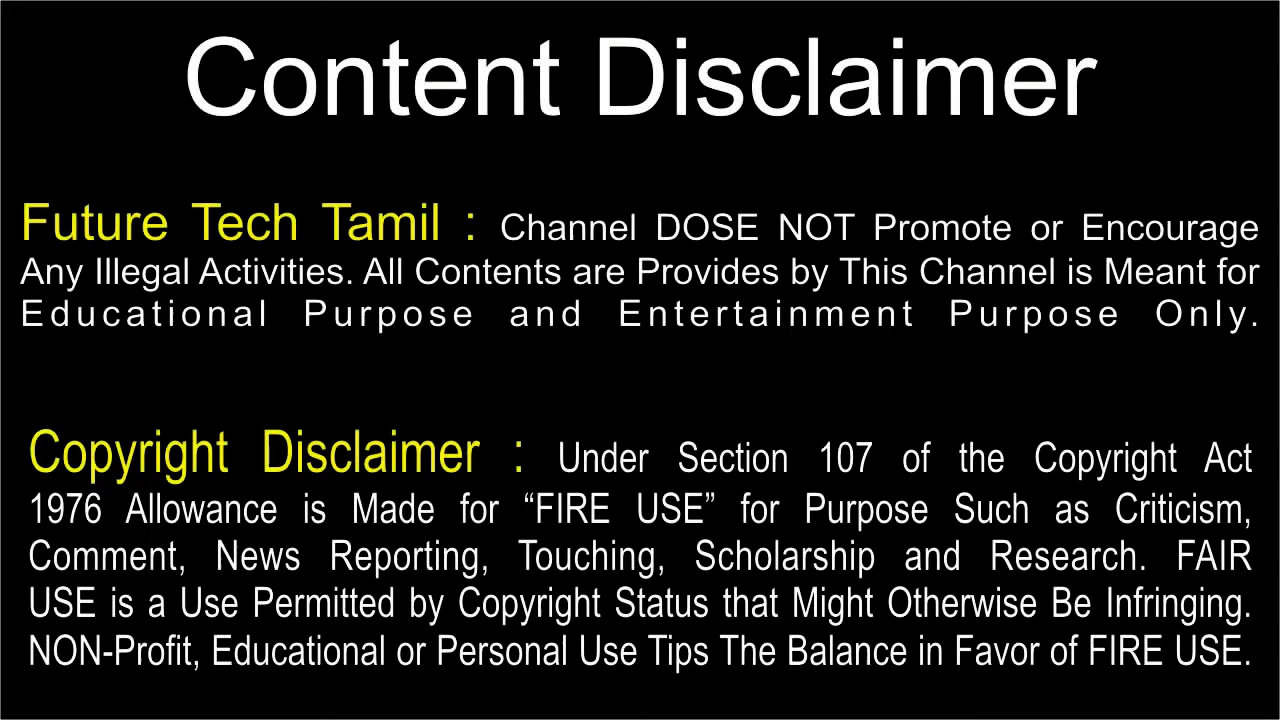 Content Disclaimer
Future Tech Tamil : Channel DOSE NOT Promote or Encourage
Any Illegal Activities. All Contents are Provides by This Channel is Meant for
Educational Purpose and Entertainment Purpose Only.
Copyright Disclaimer : Under Section 107 of the Copyright Act
1976 Allowance is Made for “FIRE USE” for Purpose Such as Criticism,
Comment, News Reporting, Touching, Scholarship and Research. FAIR
USE is a Use Permitted by Copyright Status that Might Otherwise Be Infringing.
NON-Profit, Educational or Personal Use Tips The Balance in Favor of FIRE USE.